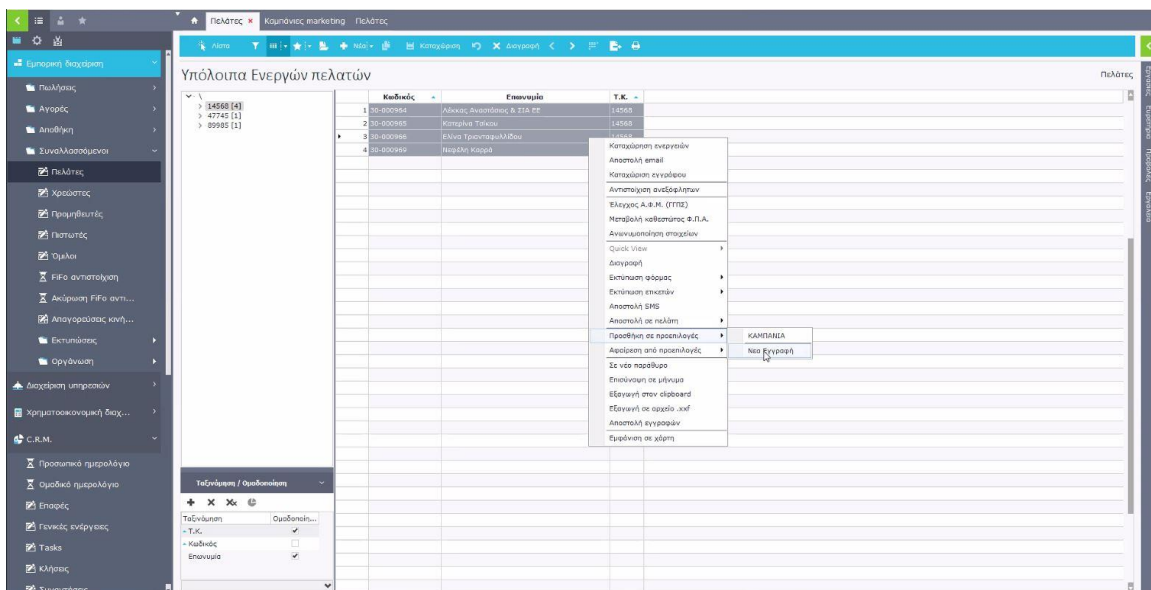 Πελάτες × Καμπάνιες marketing Πελάτες
Λίστα Νέο Καταχώριση Διαγραφή
Υπόλοιπα Ενεργών πελατών
Πελάτες
Εμπορική διαχείριση
Πωλήσεις
Αγορές
Αποθήκη
Συναλλασσόμενοι
Πελάτες
Χρεώστες
Προμηθευτές
Πιστωτές
Όμιλοι
FiFo αντιστοίχιση
Ακύρωση FiFo αντι...
Απαγορεύσεις κινή...
Εκτυπώσεις
Οργάνωση
Διαχείριση υπηρεσιών
Χρηματοοικονομική διαχ...
C.R.M.
Προσωπικό ημερολόγιο
Ομαδικό ημερολόγιο
Επαφές
Γενικές ενέργειες
Tasks
Κλήσεις
\
14568 [4]
47745 [1]
89985 [1]
Ταξινόμηση / Ομαδοποίηση
Ταξινόμηση Ομαδοποίη...
Τ.Κ.
Κωδικός
Επωνυμία
Κωδικός Επωνυμία Τ.Κ.
1 30-000964 Λέκκας Αναστάσιος & ΣΙΑ ΕΕ 14568
2 30-000965 Κατερίνα Τσίκου 14568
3 30-000966 Ελίνα Τριανταφυλλίδου 14568
4 30-000969 Νεφέλη Καρρά
Καταχώρηση ενεργειών
Αποστολή email
Καταχώριση εγγράφου
Αντιστοίχιση ανεξόφλητων
Έλεγχος Α.Φ.Μ. (ΓΓΠΣ)
Μεταβολή καθεστώτος Φ.Π.Α.
Ανωνυμοποίηση στοιχείων
Quick View
Διαγραφή
Εκτύπωση φόρμας
Εκτύπωση ετικετών
Αποστολή SMS
Αποστολή σε πελάτη
Προσθήκη σε προεπιλογές
Αφαίρεση από προεπιλογές
Σε νέο παράθυρο
Επισύναψη σε μήνυμα
Εξαγωγή στον clipboard
Εξαγωγή σε αρχείο .xxf
Αποστολή εγγραφών
Εμφάνιση σε χάρτη
ΚΑΜΠΑΝΙΑ
Νέα Εγγραφή